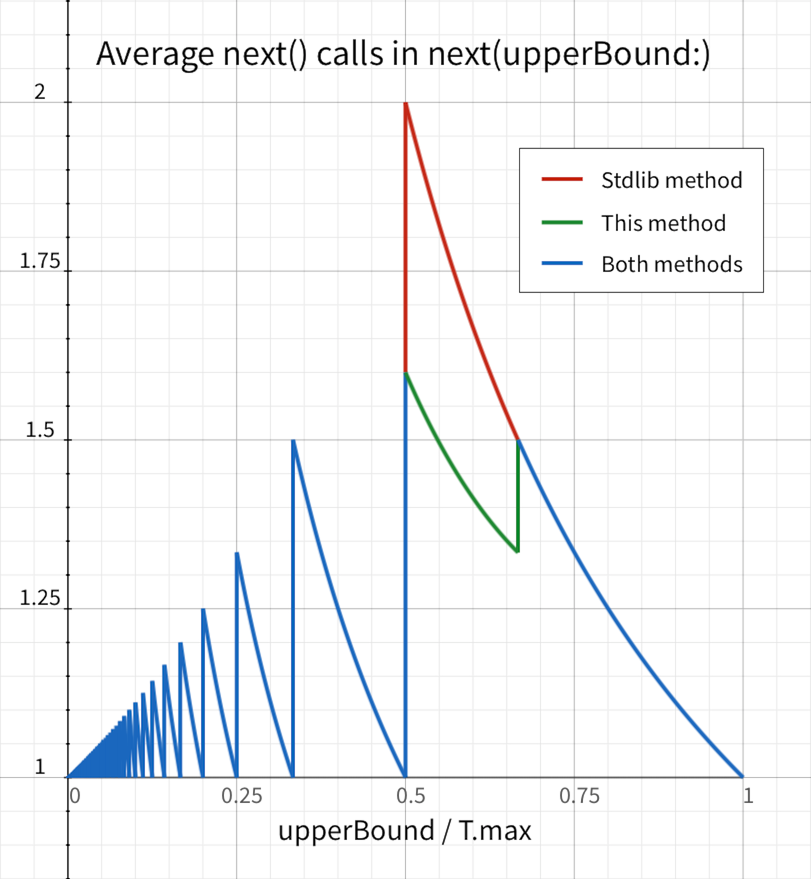 Average next() calls in next(upperBound:)
2
Stdlib method
This method
Both methods
1.75
1.5
1.25
1
0 0.25 0.5 0.75 1
upperBound / T.max